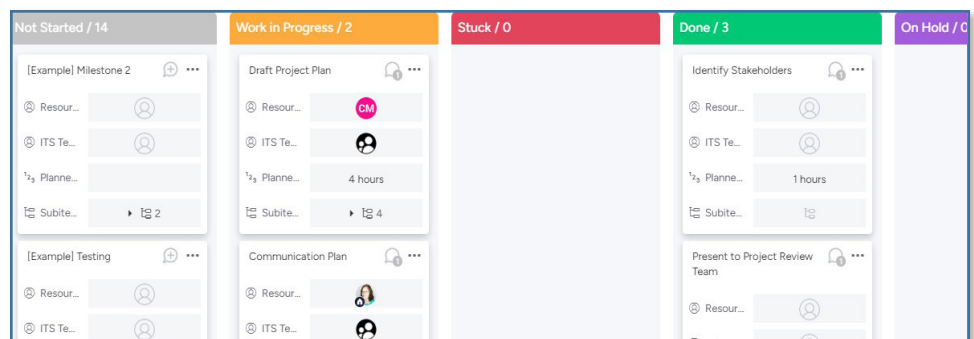 Not Started / 14
Work in Progress / 2
Stuck / 0
Done / 3
On Hold / 0
[Example] Milestone 2
Resour...
ITS Te...
1₂₃ Planne...
Subite...
2
[Example] Testing
Resour...
ITS Te...
Draft Project Plan
1
Resour...
CM
ITS Te...
1₂₃ Planne...
4 hours
Subite...
4
Communication Plan
1
Resour...
ITS Te...
Identify Stakeholders
1
Resour...
ITS Te...
1₂₃ Planne...
1 hours
Subite...
Present to Project Review
Team
1
Resour...